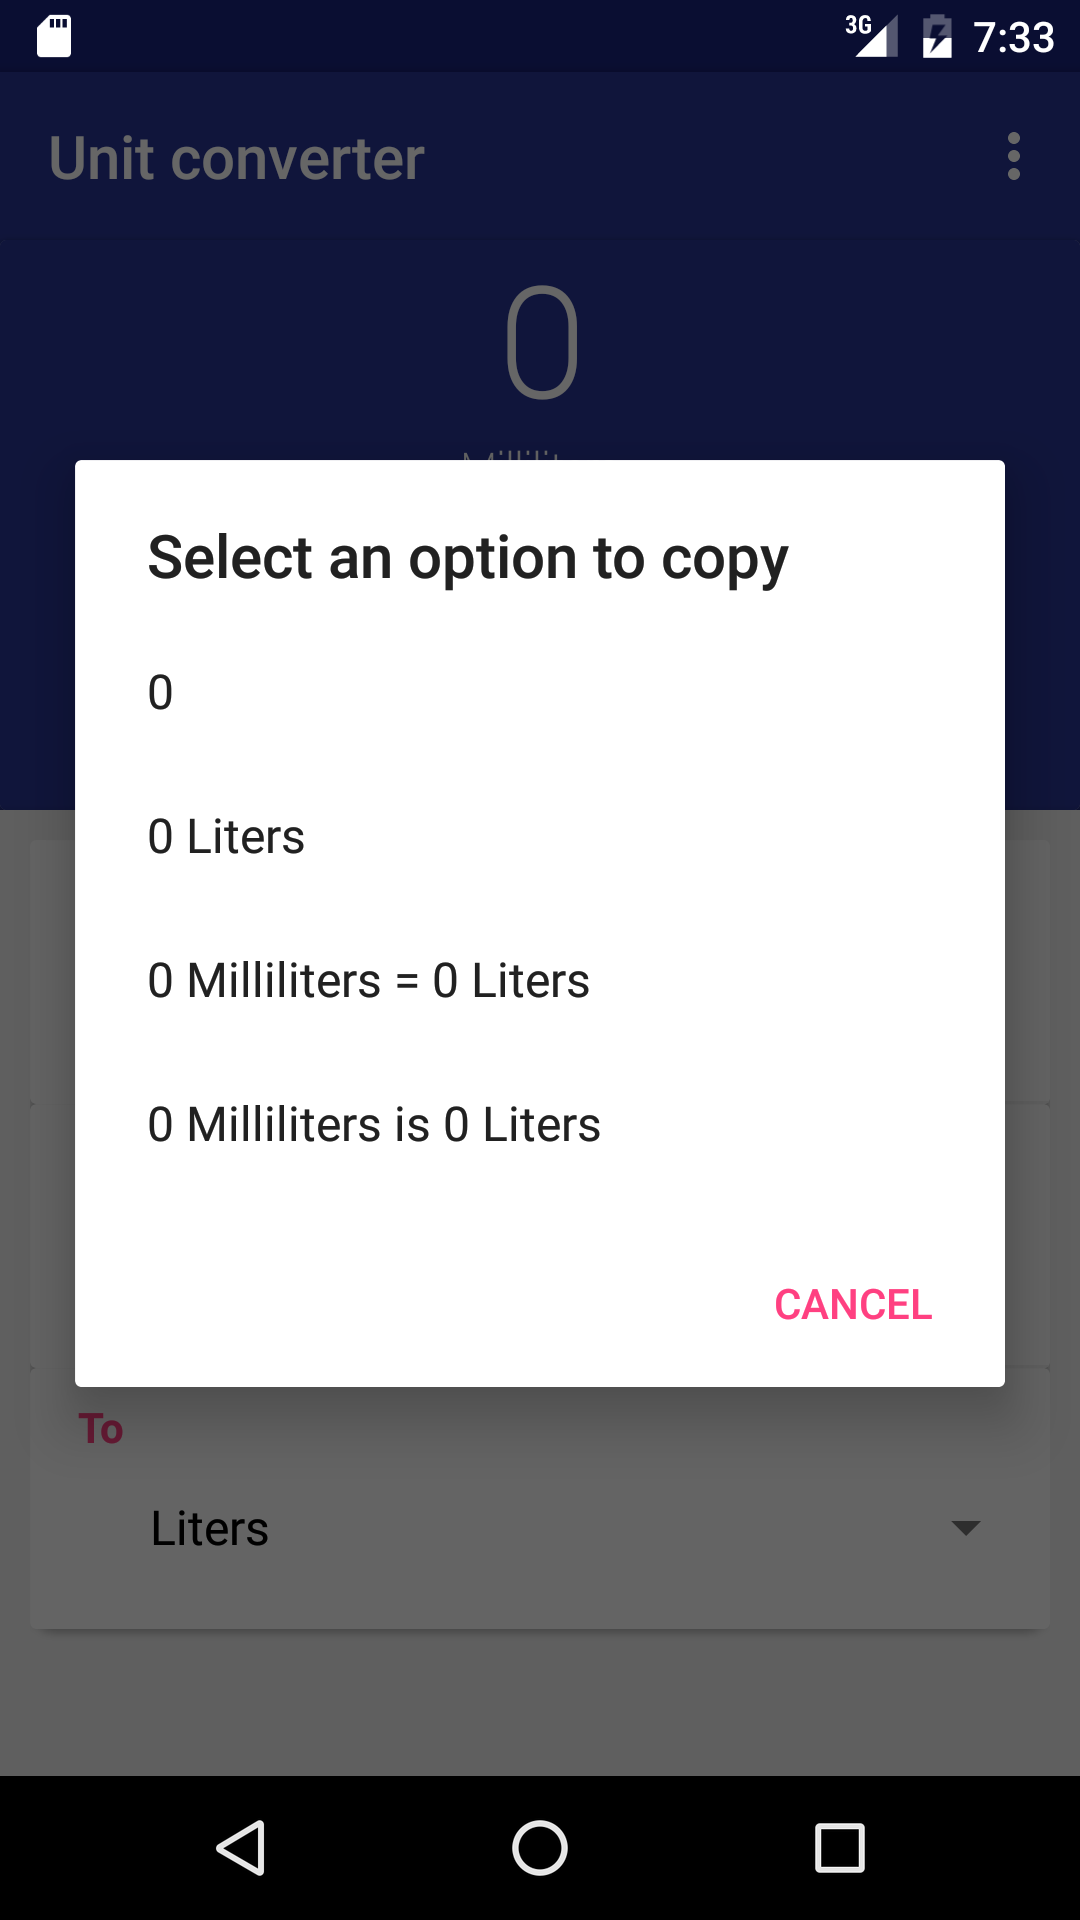 3G 7:33
Unit converter
0
Select an option to copy
0
0 Liters
0 Milliliters = 0 Liters
0 Milliliters is 0 Liters
CANCEL
To
Liters